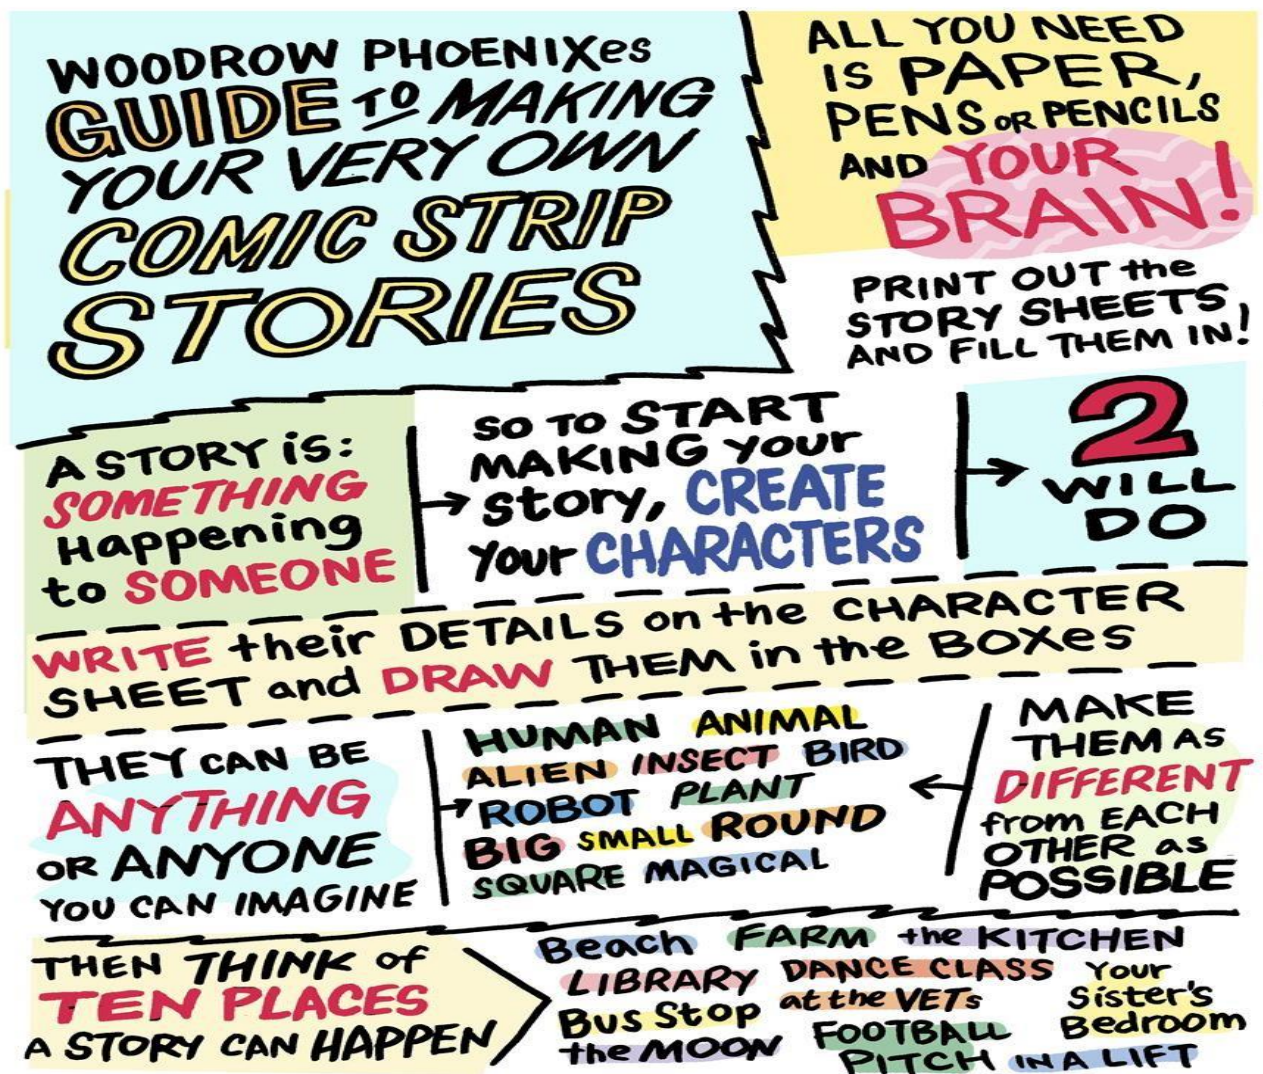 WOODROW PHOENIXes
GUIDE TO MAKING
YOUR VERY OWN
COMIC STRIP
STORIES
ALL YOU NEED
IS PAPER,
PENS OR PENCILS
AND YOUR
BRAIN!
PRINT OUT the
STORY SHEETS
AND FILL THEM IN!
A STORY iS:
SOMETHING
Happening
to SOMEONE
SO TO START
MAKING your
story, CREATE
your CHARACTERS
2
WILL
DO
WRITE their DETAILS on the CHARACTER
SHEET and DRAW THEM in the BOXes
THEY CAN BE
ANYTHING
OR ANYONE
YOU CAN IMAGINE
HUMAN ANIMAL
ALIEN INSECT BIRD
ROBOT PLANT
BIG SMALL ROUND
SQUARE MAGICAL
MAKE
THEM AS
DIFFERENT
from EACH
OTHER as
POSSIBLE
THEN THINK of
TEN PLACES
A STORY CAN HAPPEN
Beach FARM the KITCHEN
LIBRARY DANCE CLASS
Bus Stop at the VETs
the MOON FOOTBALL
PITCH IN A LIFT
Your
Sister's
Bedroom